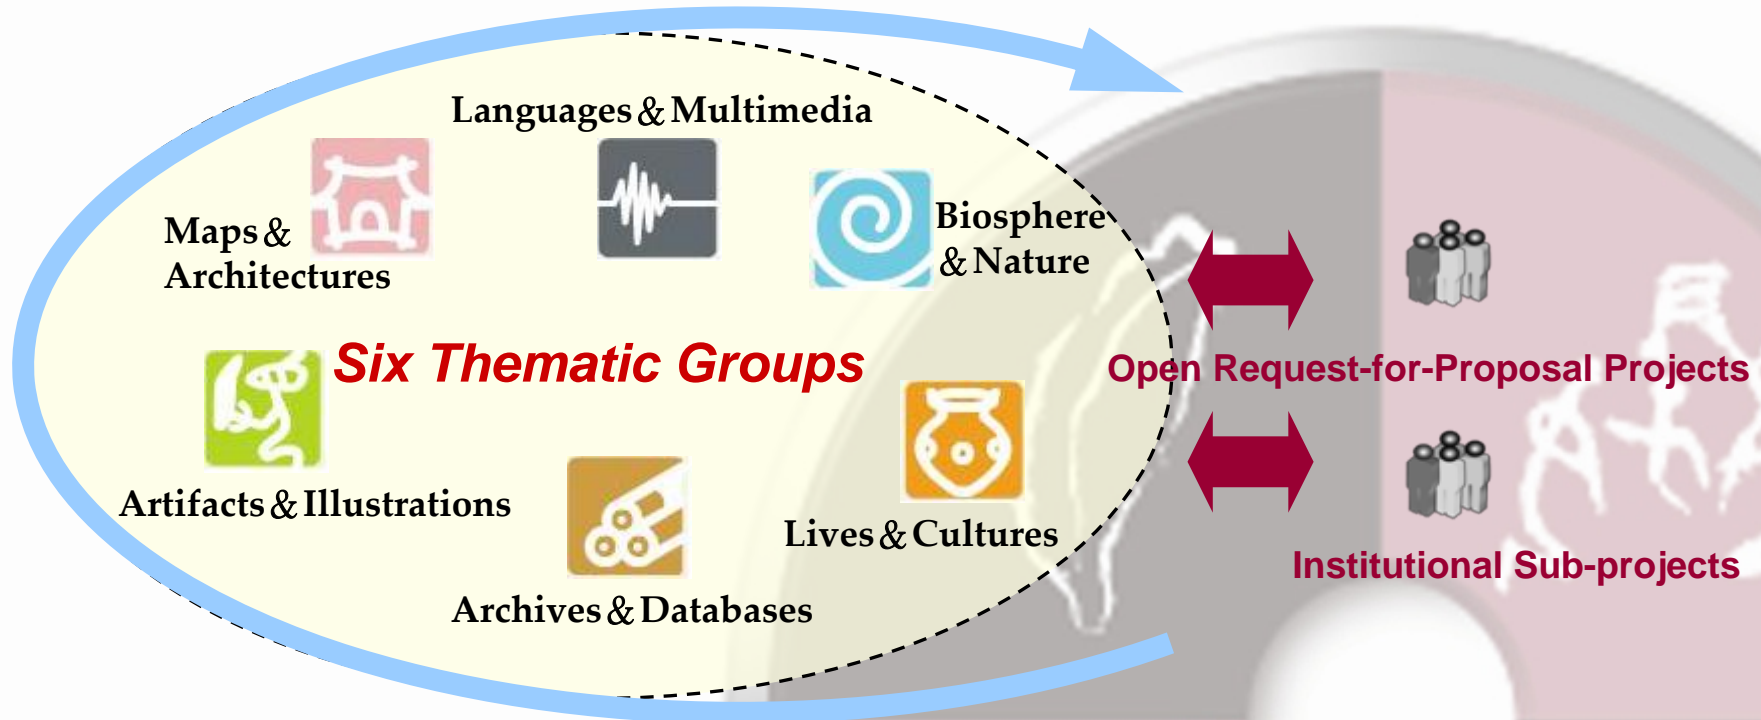 Languages & Multimedia
Maps &
Architectures
Biosphere
& Nature
Six Thematic Groups
Open Request-for-Proposal Projects
Artifacts & Illustrations
Lives & Cultures
Institutional Sub-projects
Archives & Databases